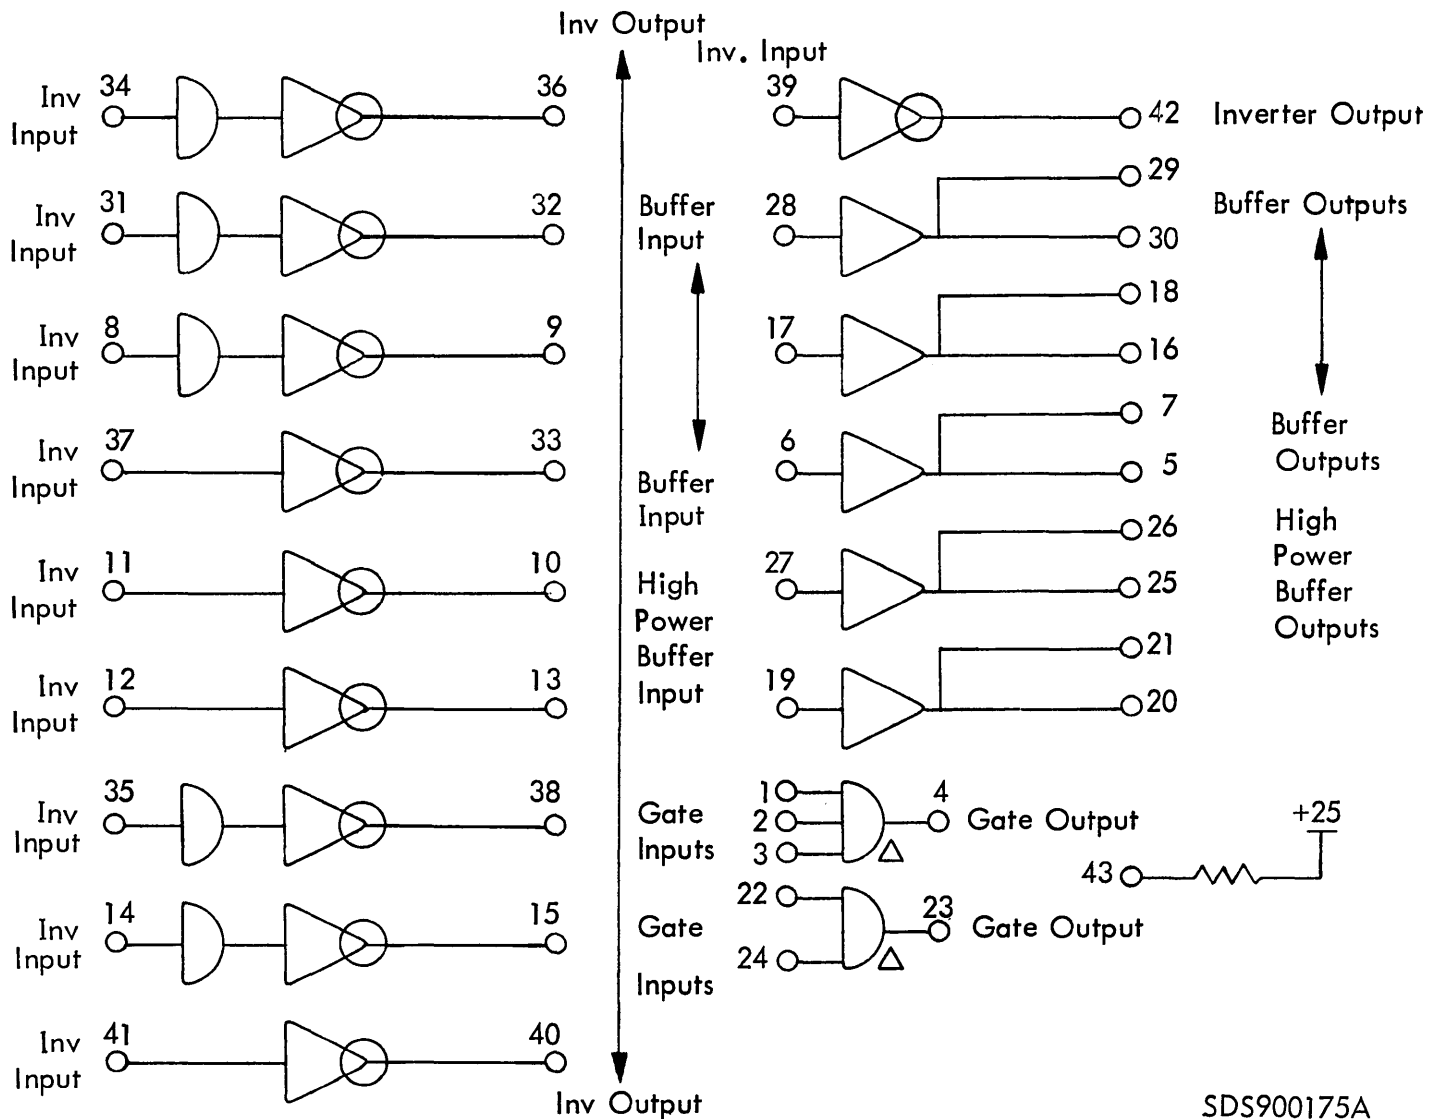 Inv Output
Inv. Input
Inv
Input
34
36
39
42
Inverter Output
Inv
Input
31
32
Buffer
Input
28
29
30
Buffer Outputs
Inv
Input
8
9
17
18
16
Inv
Input
37
33
Buffer
Input
6
7
5
Buffer
Outputs
Inv
Input
11
10
High
Power
Buffer
Input
27
26
25
High
Power
Buffer
Outputs
Inv
Input
12
13
19
21
20
Inv
Input
35
38
Gate
Inputs
1
2
3
4
Gate Output
+25
43
Inv
Input
14
15
Gate
Inputs
22
24
23
Gate Output
Inv
Input
41
40
Inv Output
SDS900175A